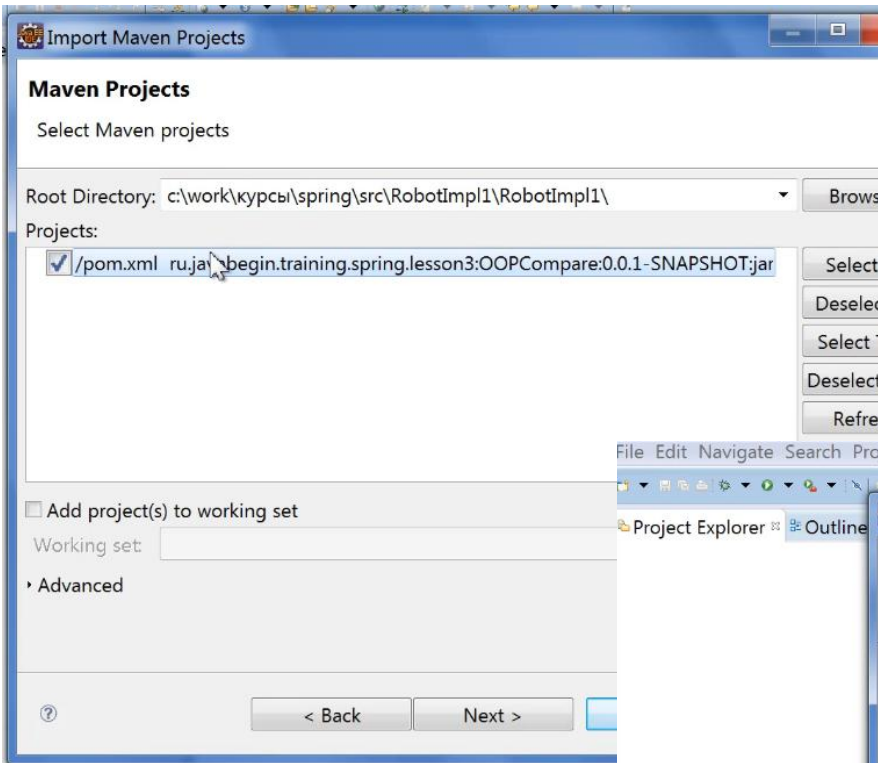 Import Maven Projects
Maven Projects
Select Maven projects
Root Directory: c:\work\курсы\spring\src\RobotImpl1\RobotImpl1\ Brows
Projects:
/pom.xml ru.javabegin.training.spring.lesson3:OOPCompare:0.0.1-SNAPSHOT:jar
Select
Deselec
Select T
Deselect
Refre
Add project(s) to working set
Working set:
Advanced
< Back Next >
File Edit Navigate Search Pro
Project Explorer Outline